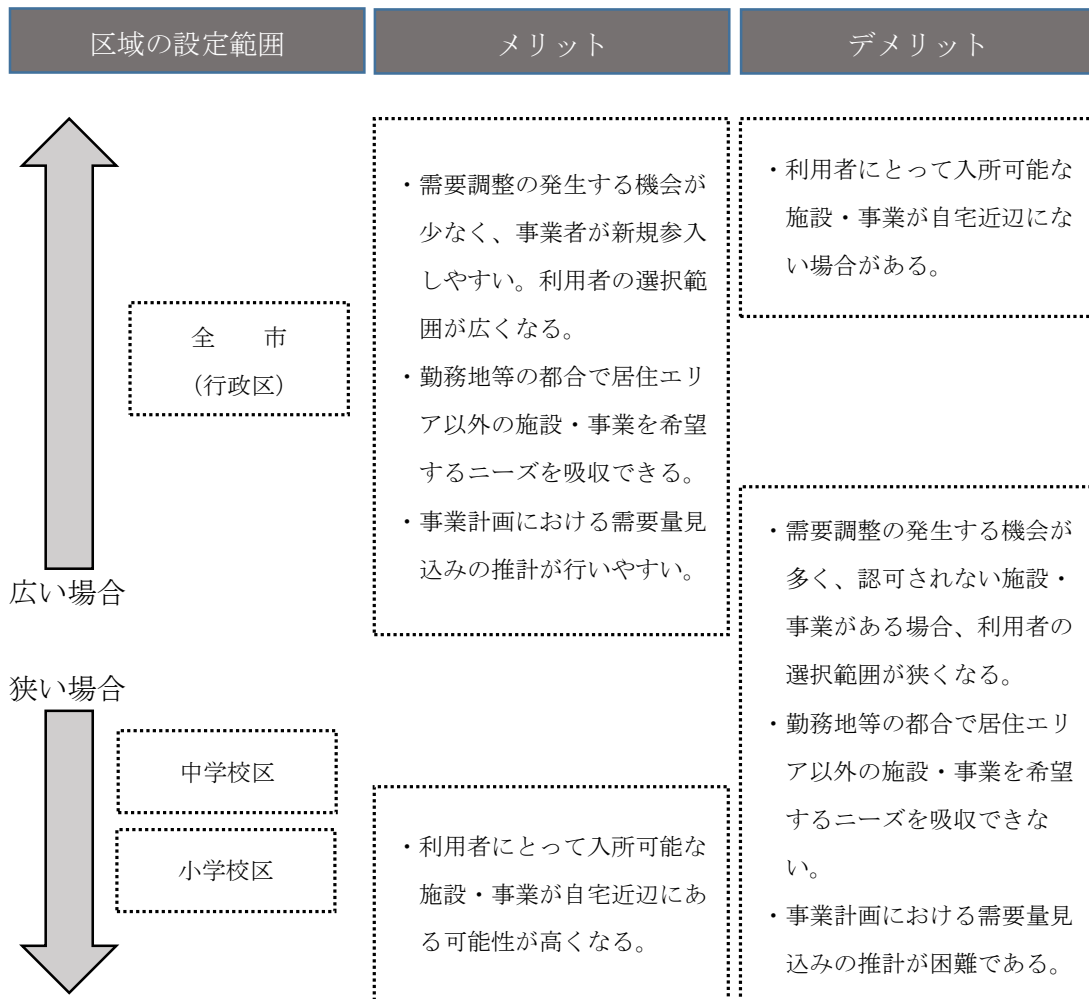 区域の設定範囲
メリット
デメリット
全　市
(行政区)
広い場合
狭い場合
中学校区
小学校区
・需要調整の発生する機会が
少なく、事業者が新規参入
しやすい。利用者の選択範
囲が広くなる。
・勤務地等の都合で居住エリ
ア以外の施設・事業を希望
するニーズを吸収できる。
・事業計画における需要量見
込みの推計が行いやすい。
・利用者にとって入所可能な
施設・事業が自宅近辺にあ
る可能性が高くなる。
・利用者にとって入所可能な
施設・事業が自宅近辺にな
い場合がある。
・需要調整の発生する機会が
多く、認可されない施設・
事業がある場合、利用者の
選択範囲が狭くなる。
・勤務地等の都合で居住エリ
ア以外の施設・事業を希望
するニーズを吸収できな
い。
・事業計画における需要量見
込みの推計が困難である。